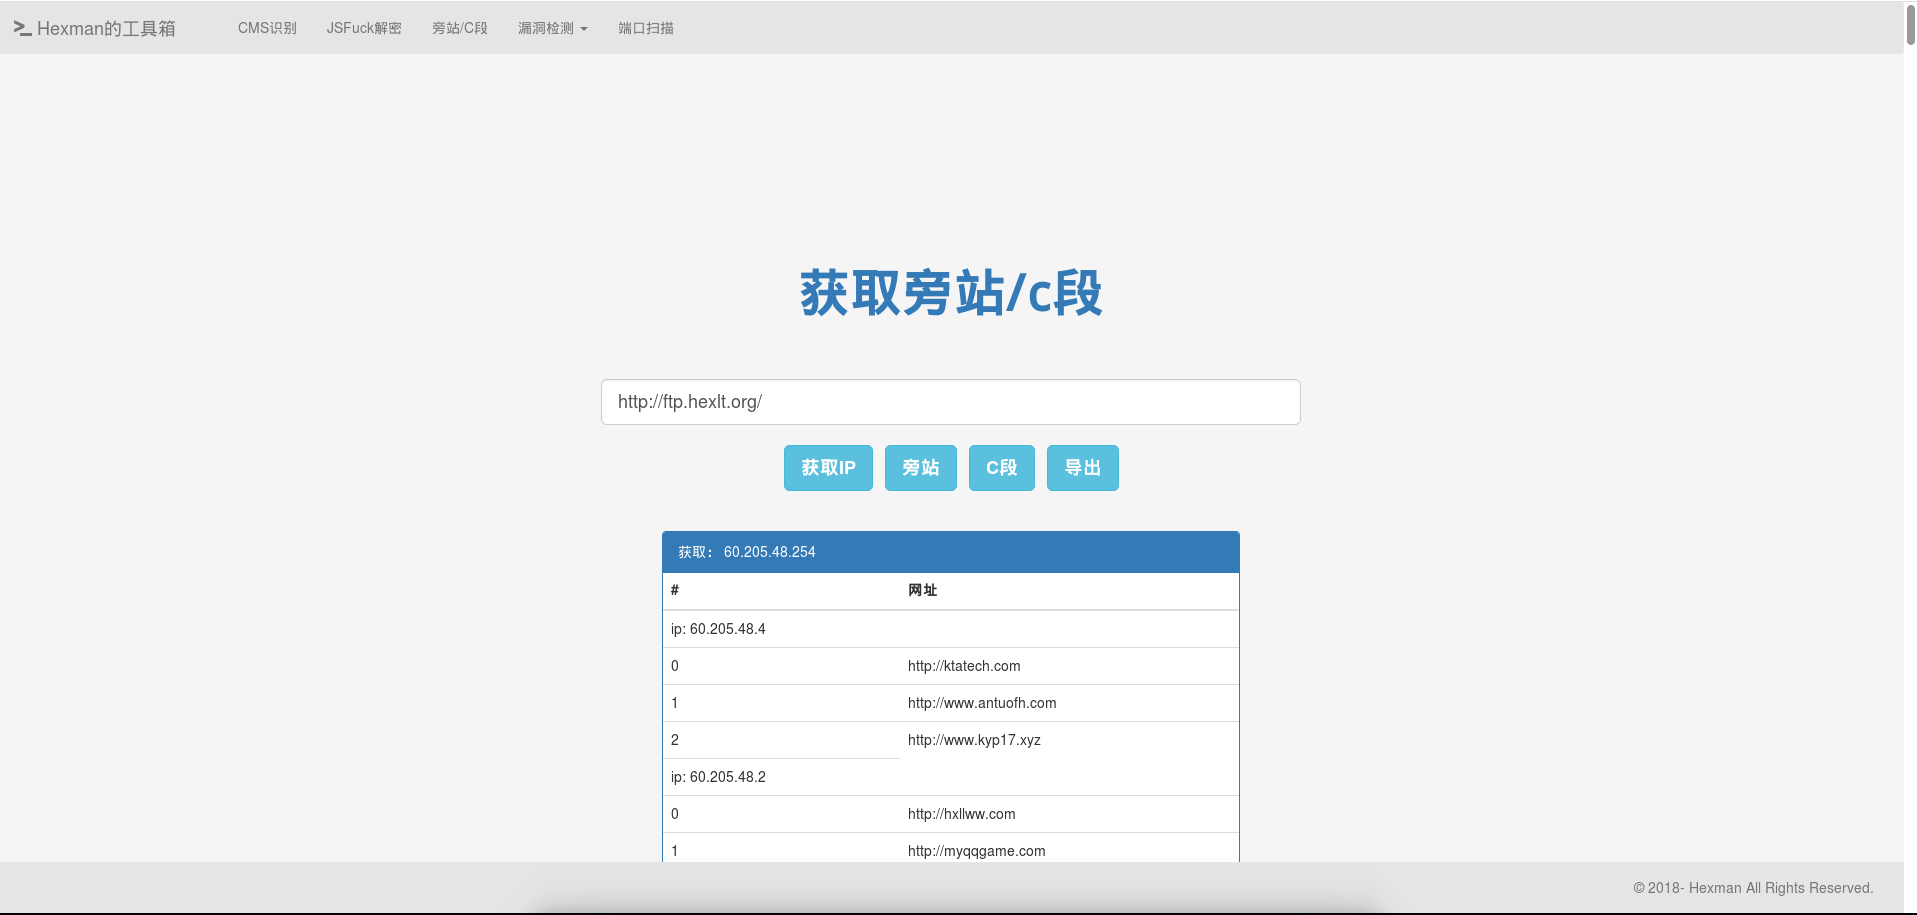 Hexman的工具箱 CMS识别 JSFuck解密 旁站/C段 漏洞检测 端口扫描
获取旁站/c段
http://ftp.hexlt.org/
获取IP 旁站 C段 导出
获取: 60.205.48.254
# 网址
ip: 60.205.48.4
0 http://ktatech.com
1 http://www.antuofh.com
2 http://www.kyp17.xyz
ip: 60.205.48.2
0 http://hxllww.com
1 http://myqqgame.com
© 2018- Hexman All Rights Reserved.